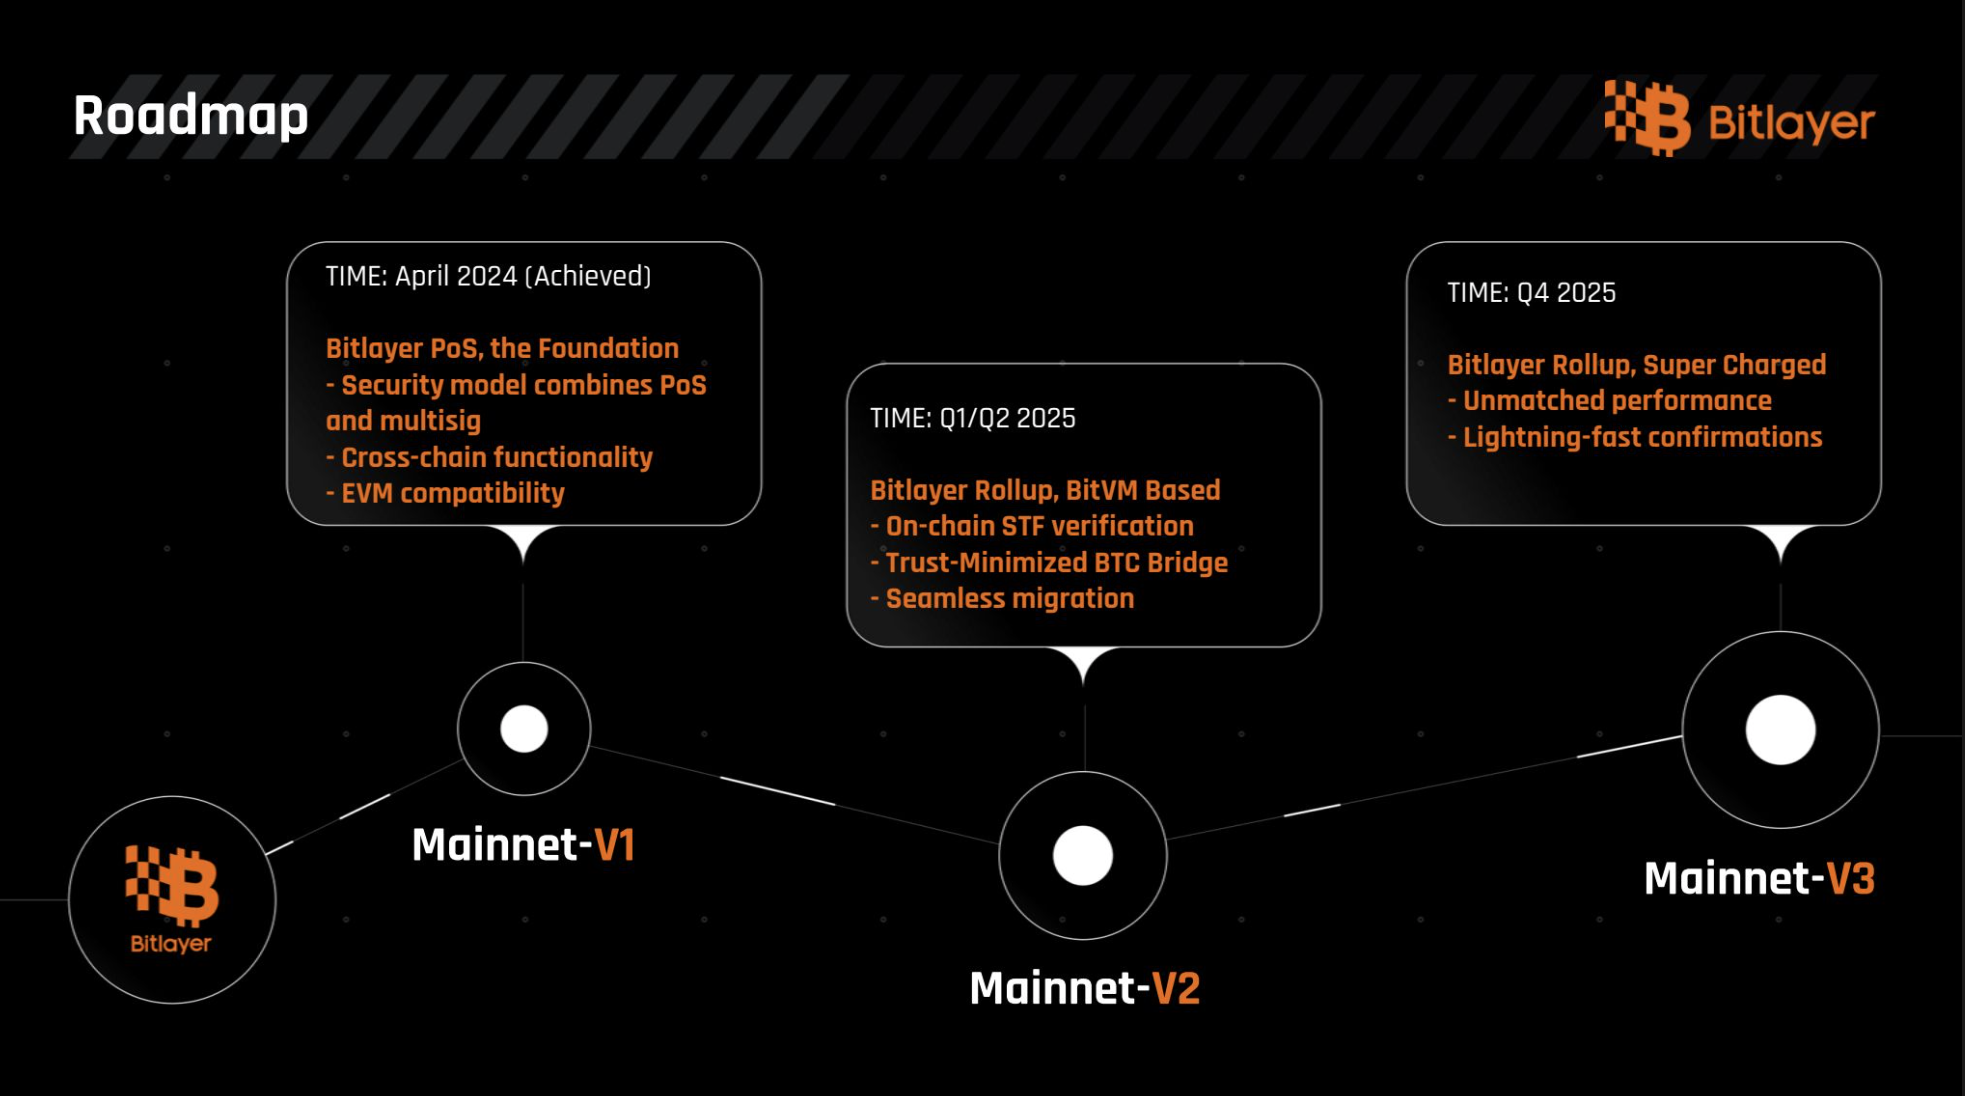 Roadmap
Bitlayer
TIME: April 2024 (Achieved)
Bitlayer PoS, the Foundation
- Security model combines PoS
and multisig
- Cross-chain functionality
- EVM compatibility
TIME: Q1/Q2 2025
Bitlayer Rollup, BitVM Based
- On-chain STF verification
- Trust-Minimized BTC Bridge
- Seamless migration
TIME: Q4 2025
Bitlayer Rollup, Super Charged
- Unmatched performance
- Lightning-fast confirmations
Bitlayer
Mainnet-V1
Mainnet-V2
Mainnet-V3